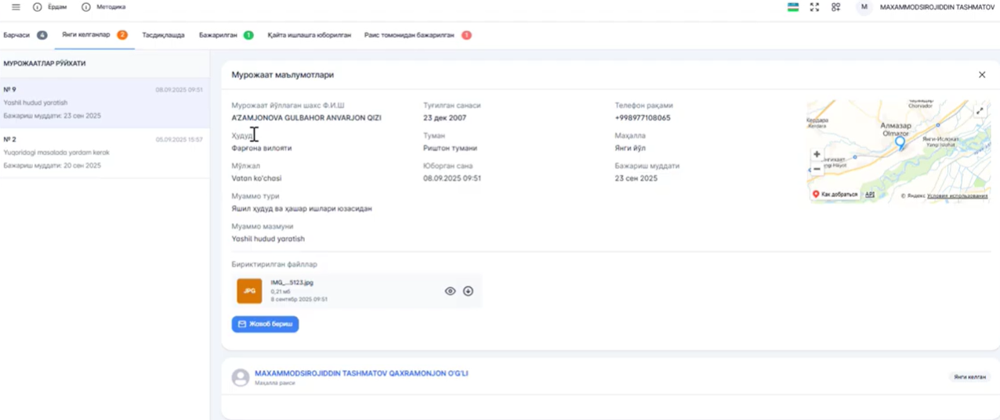 Ёрдам Методика M MAXAMMODSIROJIDDIN TASHMATOV
Барчаси 4 Янги келганлар 2 Тасдиқлашда Бажарилган 1 Қайта ишлашга юборилган Раис томонидан бажарилган 1
МУРОЖААТЛАР РЎЙХАТИ
№ 9 08.09.2025 09:51
Yashil hudud yaratish
Бажариш муддати: 23 сен 2025
№ 2 05.09.2025 15:57
Yuqoridagi masalada yordam kerak
Бажариш муддати: 20 сен 2025
Мурожаат маълумотлари
Мурожаат йўллаган шахс Ф.И.Ш Туғилган санаси Телефон рақами
A'ZAMJONOVA GULBAHOR ANVARJON QIZI 23 дек 2007 +998977108065
Ҳудуд Туман Маҳалла
Фарғона вилояти Риштон тумани Янги йўл
Мўлжал Юборган сана Бажариш муддати
Vatan ko'chasi 08.09.2025 09:51 23 сен 2025
Муаммо тури
Яшил ҳудуд ва ҳашар ишлари юзасидан
Муаммо мазмуни
Yashil hudud yaratish
Chorvador
Кердара
Kerdara
Алмазар
Olmazor
Янги-Ислохат
Yangi Islohat
Yangi Hayot
Как добраться API © Яндекс Условия использования
Бириктирилган файллар
JPG
IMG_...5123.jpg
0,21 мб
8 сентябр 2025 09:51
Жавоб бериш
MAXAMMODSIROJIDDIN TASHMATOV QAXRAMONJON O'G'LI
Маҳалла раиси
Янги келган